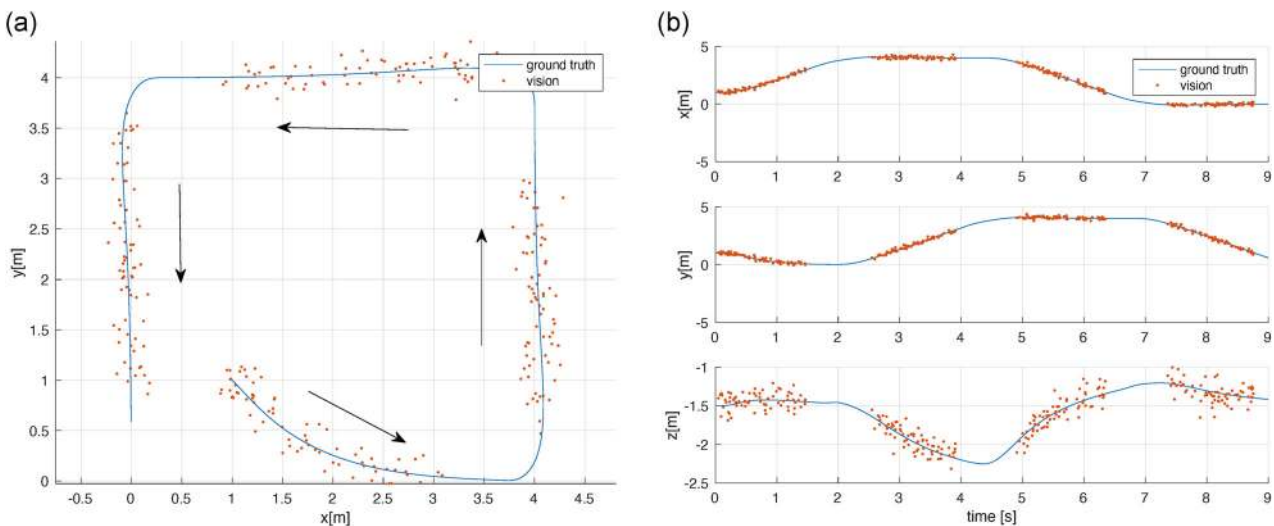 (a)
4
3.5
3
2.5
2
1.5
1
0.5
0
y[m]
-0.5 0 0.5 1 1.5 2 2.5 3 3.5 4 4.5
x[m]
ground truth
vision
(b)
5
0
-5
x[m]
0 1 2 3 4 5 6 7 8 9
ground truth
vision
5
0
-5
y[m]
0 1 2 3 4 5 6 7 8 9
-1
-1.5
-2
-2.5
z[m]
0 1 2 3 4 5 6 7 8 9
time [s]